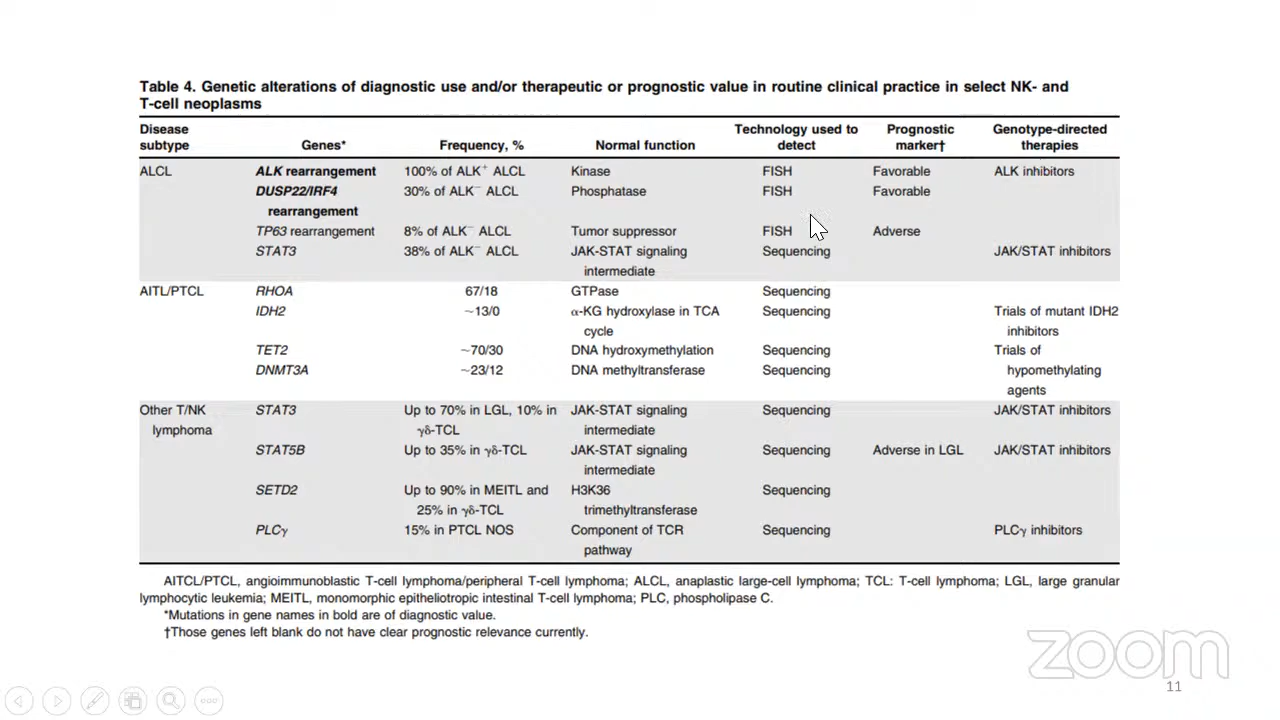 Table 4. Genetic alterations of diagnostic use and/or therapeutic or prognostic value in routine clinical practice in select NK- and
T-cell neoplasms
Disease subtype Genes* Frequency, % Normal function Technology used to detect Prognostic marker† Genotype-directed therapies
ALCL ALK rearrangement 100% of ALK+ ALCL Kinase FISH Favorable ALK inhibitors
DUSP22/IRF4 rearrangement 30% of ALK− ALCL Phosphatase FISH Favorable
TP63 rearrangement 8% of ALK− ALCL Tumor suppressor FISH Adverse
STAT3 38% of ALK− ALCL JAK-STAT signaling intermediate Sequencing JAK/STAT inhibitors
AITL/PTCL RHOA 67/18 GTPase Sequencing
IDH2 ~13/0 α-KG hydroxylase in TCA cycle Sequencing Trials of mutant IDH2 inhibitors
TET2 ~70/30 DNA hydroxymethylation Sequencing Trials of
DNMT3A ~23/12 DNA methyltransferase Sequencing hypomethylating agents
Other T/NK lymphoma STAT3 Up to 70% in LGL, 10% in γδ-TCL JAK-STAT signaling intermediate Sequencing JAK/STAT inhibitors
STAT5B Up to 35% in γδ-TCL JAK-STAT signaling intermediate Sequencing Adverse in LGL JAK/STAT inhibitors
SETD2 Up to 90% in MEITL and 25% in γδ-TCL H3K36 trimethyltransferase Sequencing
PLCγ 15% in PTCL NOS Component of TCR pathway Sequencing PLCγ inhibitors
AITCL/PTCL, angioimmunoblastic T-cell lymphoma/peripheral T-cell lymphoma; ALCL, anaplastic large-cell lymphoma; TCL: T-cell lymphoma; LGL, large granular
lymphocytic leukemia; MEITL, monomorphic epitheliotropic intestinal T-cell lymphoma; PLC, phospholipase C.
*Mutations in gene names in bold are of diagnostic value.
†Those genes left blank do not have clear prognostic relevance currently.
zoom
11